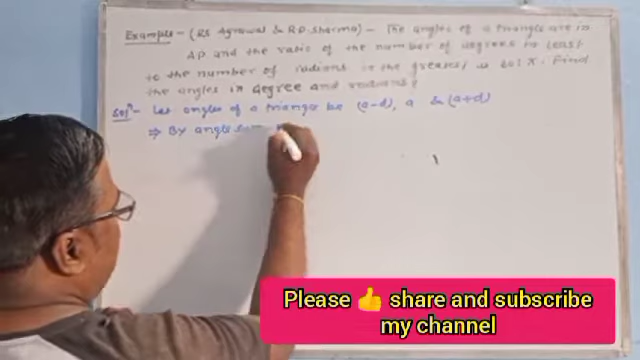 Example - (RS Agrawal & RD Sharma) - The angles of a triangle are in
AP and the ratio of the number of degrees in least
to the number of radians in the greatest is 60: π. Find
the angles in degree and radians?
Solⁿ - Let angles of a triangle be (a-d), a & (a+d)
⇒ By angle sum
Please 👍 share and subscribe
my channel